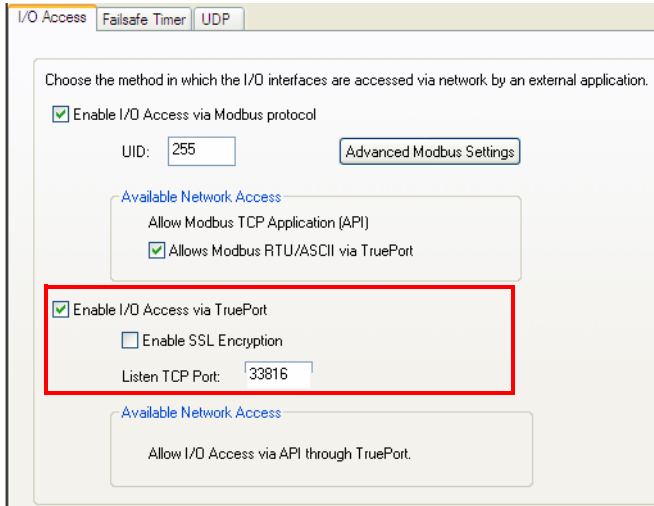 I/O Access Failsafe Timer UDP
Choose the method in which the I/O interfaces are accessed via network by an external application.
Enable I/O Access via Modbus protocol
UID: 255 Advanced Modbus Settings
Available Network Access
Allow Modbus TCP Application (API)
Allows Modbus RTU/ASCII via TruePort
Enable I/O Access via TruePort
Enable SSL Encryption
Listen TCP Port: 33816
Available Network Access
Allow I/O Access via API through TruePort.